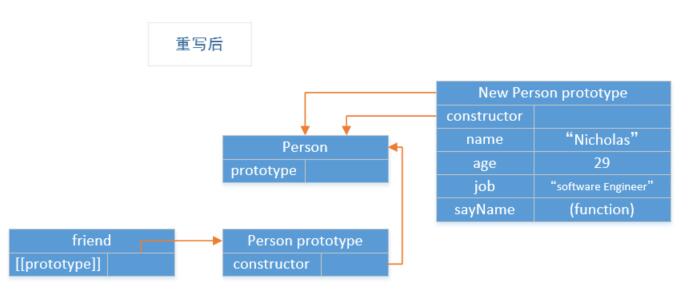 重写后
New Person prototype
constructor
name “Nicholas”
age 29
job “software Engineer”
sayName (function)
Person
prototype
friend
[[prototype]]
Person prototype
constructor